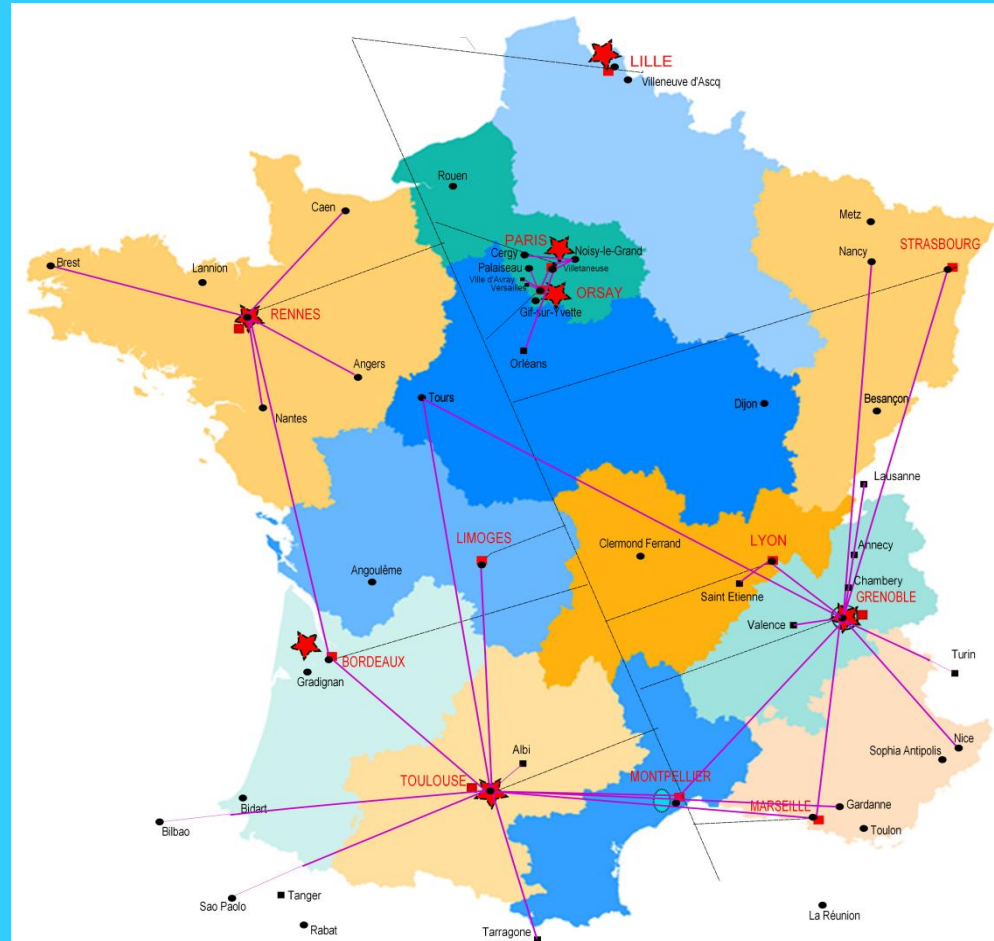 LILLE
Villeneuve d'Ascq
Rouen
Caen
Metz
PARIS
Nancy
STRASBOURG
Cergy
Noisy-le-Grand
Brest
Lannion
Palaiseau
Villetaneuse
Ville d'Avray
Versailles
ORSAY
RENNES
Gif-sur-Yvette
Orléans
Angers
Tours
Dijon
Besançon
Nantes
Lausanne
LIMOGES
Clermond Ferrand
LYON
Annecy
Angoulême
Saint Etienne
Chambery
GRENOBLE
Valence
BORDEAUX
Turin
Gradignan
Nice
Albi
Sophia Antipolis
TOULOUSE
MONTPELLIER
Bidart
MARSEILLE
Gardanne
Bilbao
Toulon
Tanger
Sao Paolo
La Réunion
Rabat
Tarragone